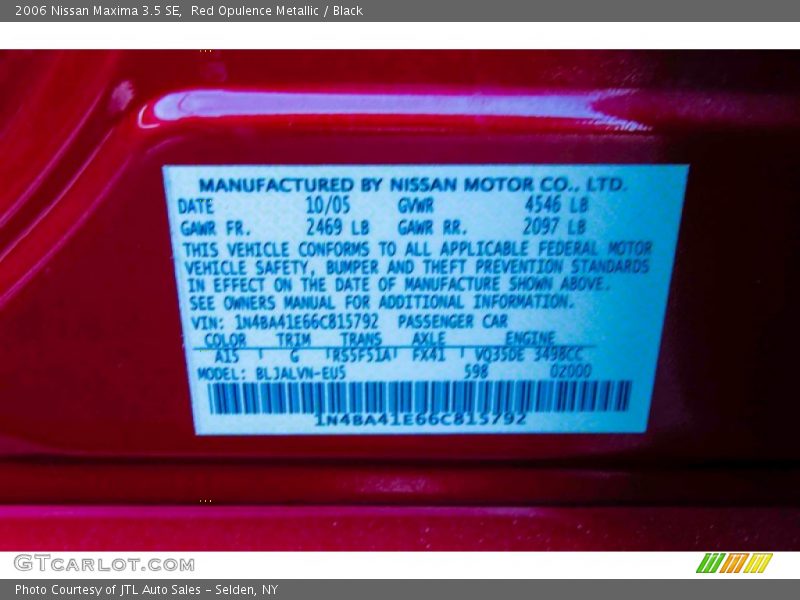 2006 Nissan Maxima 3.5 SE, Red Opulence Metallic / Black
MANUFACTURED BY NISSAN MOTOR CO., LTD.
DATE 10/05 GVWR 4546 LB
GAWR FR. 2469 LB GAWR RR. 2097 LB
THIS VEHICLE CONFORMS TO ALL APPLICABLE FEDERAL MOTOR
VEHICLE SAFETY, BUMPER AND THEFT PREVENTION STANDARDS
IN EFFECT ON THE DATE OF MANUFACTURE SHOWN ABOVE.
SEE OWNERS MANUAL FOR ADDITIONAL INFORMATION.
VIN: 1N4BA41E66C815792 PASSENGER CAR
COLOR TRIM TRANS AXLE ENGINE
A15 G RS5F51A FX41 VQ35DE 3498CC
MODEL: BLJALVN-EUS 598 02000
1N4BA41E66C815792
GTCARLOT.COM
Photo Courtesy of JTL Auto Sales - Selden, NY